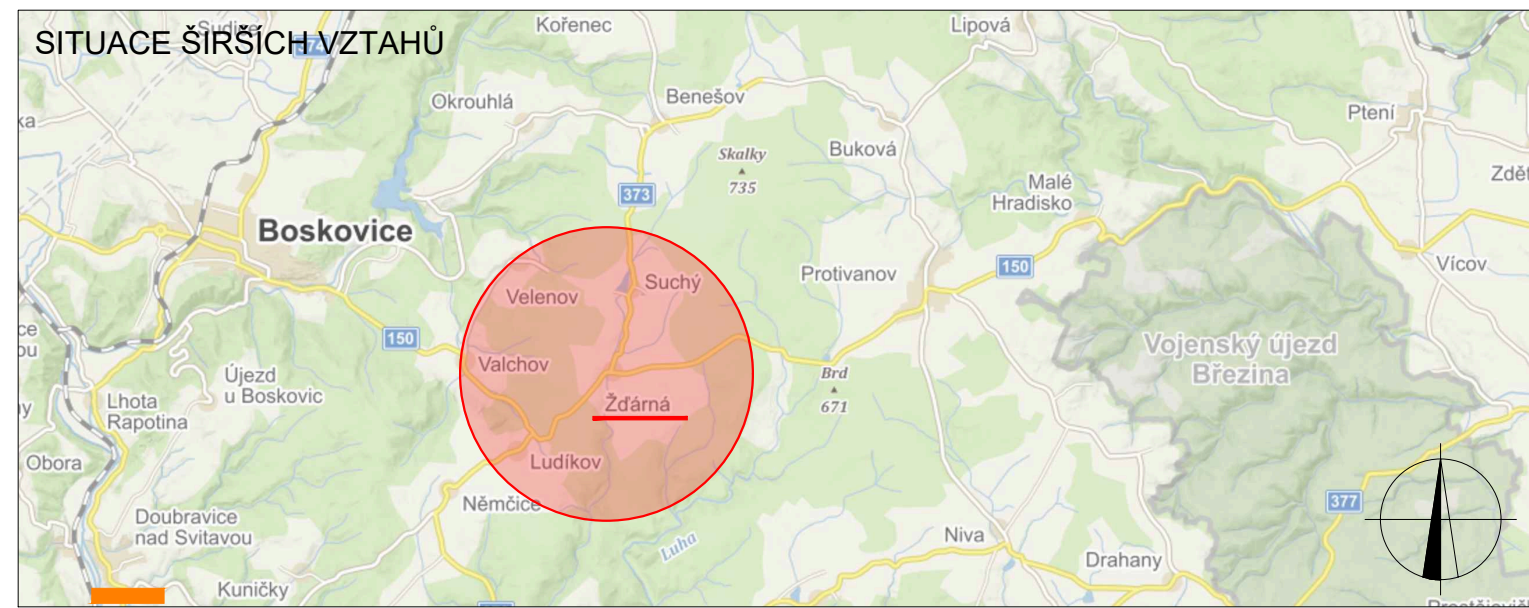 SITUACE ŠIRŠÍCH VZTAHŮ
Kořenec
Lipová
Okrouhlá
Benešov
Ptení
Skalky
735
Buková
Zdět
Malé
Hradisko
373
Boskovice
Suchý
Protivanov
150
Vícov
Velenov
150
Valchov
Vojenský újezd
Březina
Újezd
u Boskovic
Brd
671
Lhota
Rapotina
Žďárná
Obora
Ludíkov
Němčice
377
Doubravice
nad Svitavou
Luha
Niva
Drahany
Kuničky